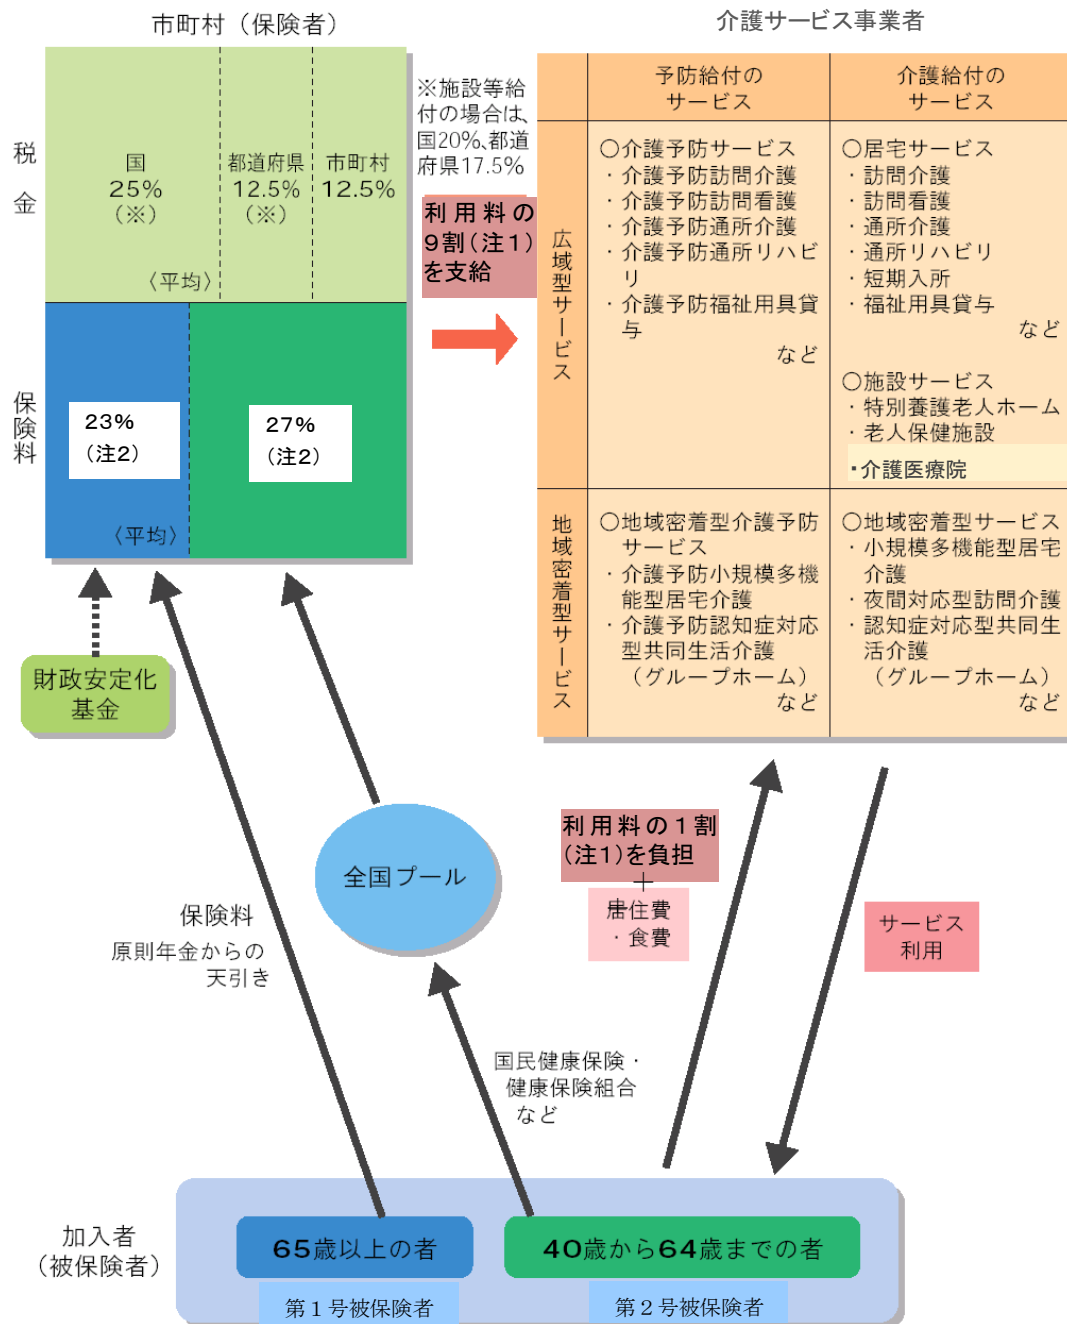 市町村（保険者）
税金
国
25%
（※）
都道府県
12.5%
（※）
市町村
12.5%
〈平均〉
保険料
23%
（注2）
27%
（注2）
〈平均〉
※施設等給
付の場合は、
国20%、都道
府県17.5%
利用料の
9割（注1）
を支給
財政安定化
基金
介護サービス事業者
予防給付の
サービス
介護給付の
サービス
広域型サービス
○介護予防サービス
・介護予防訪問介護
・介護予防訪問看護
・介護予防通所介護
・介護予防通所リハビ
リ
・介護予防福祉用具貸
与
など
○居宅サービス
・訪問介護
・訪問看護
・通所介護
・通所リハビリ
・短期入所
・福祉用具貸与
など
○施設サービス
・特別養護老人ホーム
・老人保健施設
・介護医療院
地域密着型サービス
○地域密着型介護予防
サービス
・介護予防小規模多機
能型居宅介護
・介護予防認知症対応
型共同生活介護
（グループホーム）
など
○地域密着型サービス
・小規模多機能型居宅
介護
・夜間対応型訪問介護
・認知症対応型共同生
活介護
（グループホーム）
など
全国プール
利用料の１割
（注1）を負担
＋
居住費
・食費
サービス
利用
保険料
原則年金からの
天引き
国民健康保険・
健康保険組合
など
加入者
（被保険者）
65歳以上の者
40歳から64歳までの者
第１号被保険者
第２号被保険者